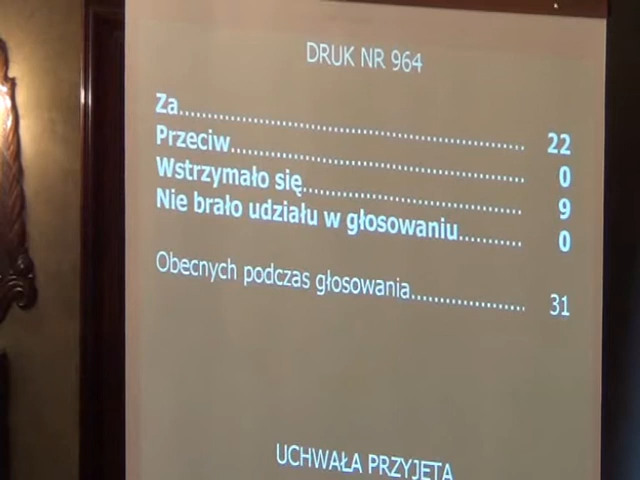 DRUK NR 964
Za............................................................ 22
Przeciw.................................................... 0
Wstrzymało się....................................... 9
Nie brało udziału w głosowaniu........... 0
Obecnych podczas głosowania.................... 31
UCHWAŁA PRZYJĘTA